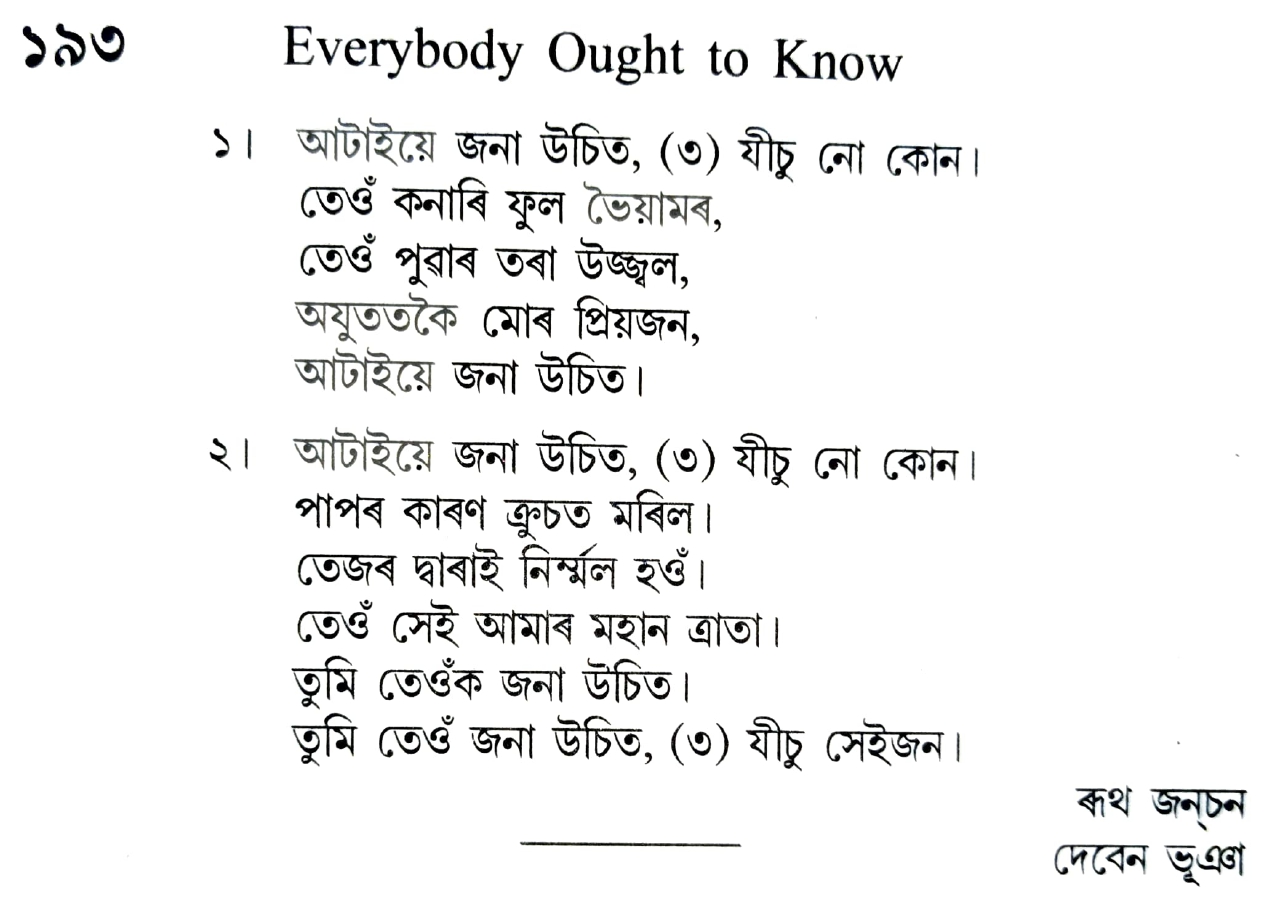 ১৯৩ Everybody Ought to Know
১। আটাইয়ে জনা উচিত, (৩) যীচু নো কোন।
তেওঁ কনাৰি ফুল ভৈয়ামৰ,
তেওঁ পুৱাৰ তৰা উজ্জ্বল,
অযুততকৈ মোৰ প্ৰিয়জন,
আটাইয়ে জনা উচিত।
২। আটাইয়ে জনা উচিত, (৩) যীচু নো কোন।
পাপৰ কাৰণ ক্ৰুচত মৰিল।
তেজৰ দ্বাৰাই নিৰ্ম্মল হওঁ।
তেওঁ সেই আমাৰ মহান ত্ৰাতা।
তুমি তেওঁক জনা উচিত।
তুমি তেওঁ জনা উচিত, (৩) যীচু সেইজন।
ৰূথ জন্‌চন
দেবেন ভূএগ